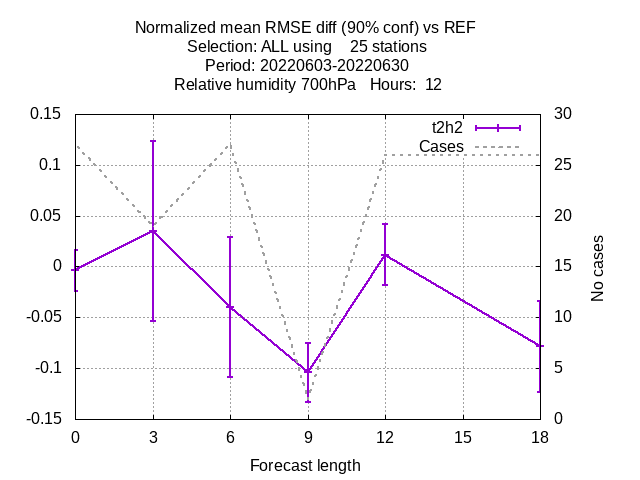 Normalized mean RMSE diff (90% conf) vs REF
Selection: ALL using    25 stations
Period: 20220603-20220630
Relative humidity 700hPa   Hours:  12
0.15
0.1
0.05
0
-0.05
-0.1
-0.15
30
25
20
15
10
5
0
t2h2
Cases
No cases
0 3 6 9 12 15 18
Forecast length